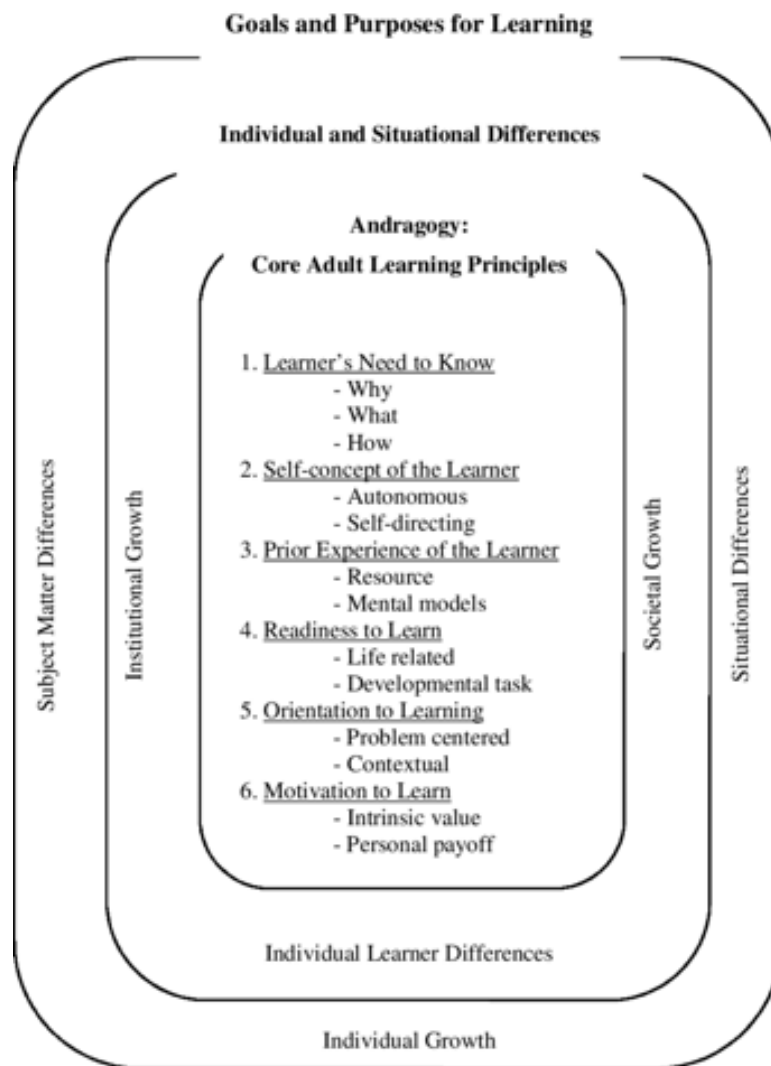 Goals and Purposes for Learning
Individual and Situational Differences
Andragogy:
Core Adult Learning Principles
1. Learner's Need to Know
- Why
- What
- How
2. Self-concept of the Learner
- Autonomous
- Self-directing
3. Prior Experience of the Learner
- Resource
- Mental models
4. Readiness to Learn
- Life related
- Developmental task
5. Orientation to Learning
- Problem centered
- Contextual
6. Motivation to Learn
- Intrinsic value
- Personal payoff
Subject Matter Differences
Institutional Growth
Societal Growth
Situational Differences
Individual Learner Differences
Individual Growth